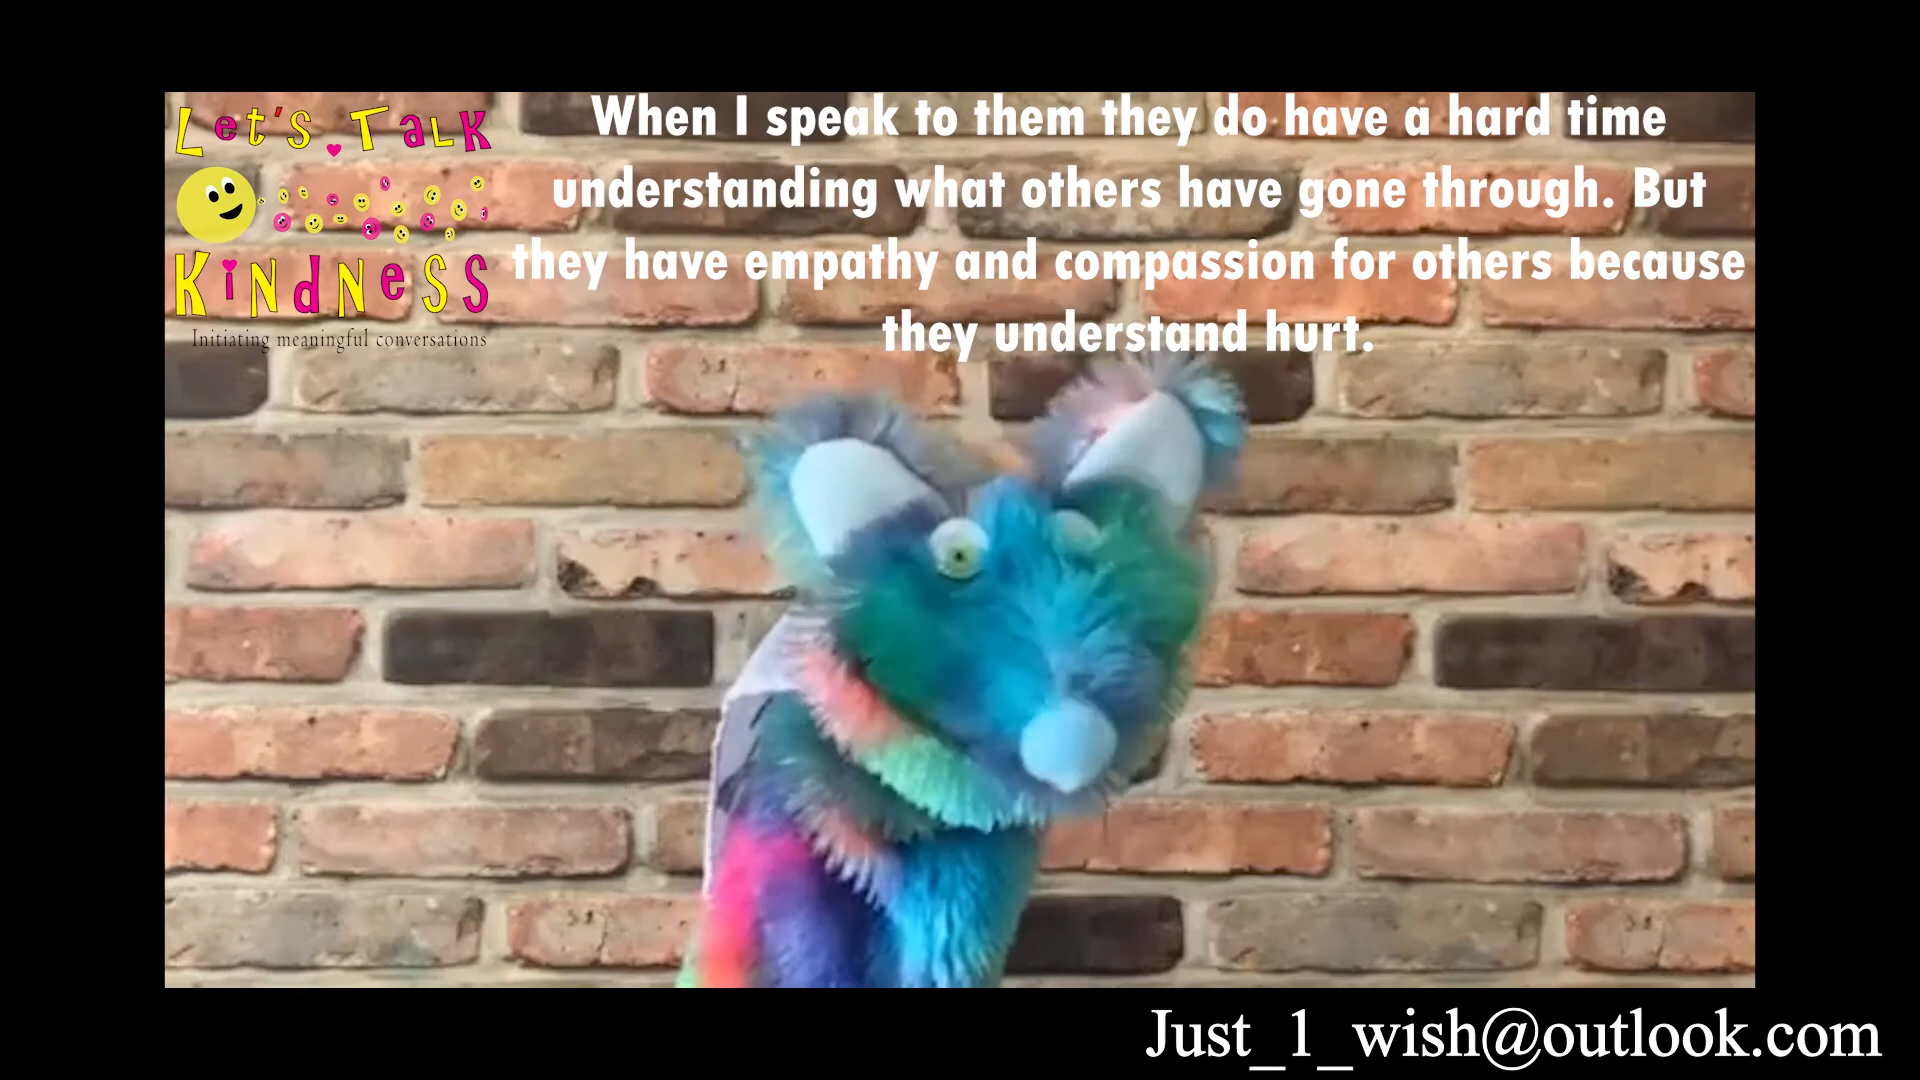 Let's Talk
Kindness
Initiating meaningful conversations
When I speak to them they do have a hard time
understanding what others have gone through. But
they have empathy and compassion for others because
they understand hurt.
Just_1_wish@outlook.com